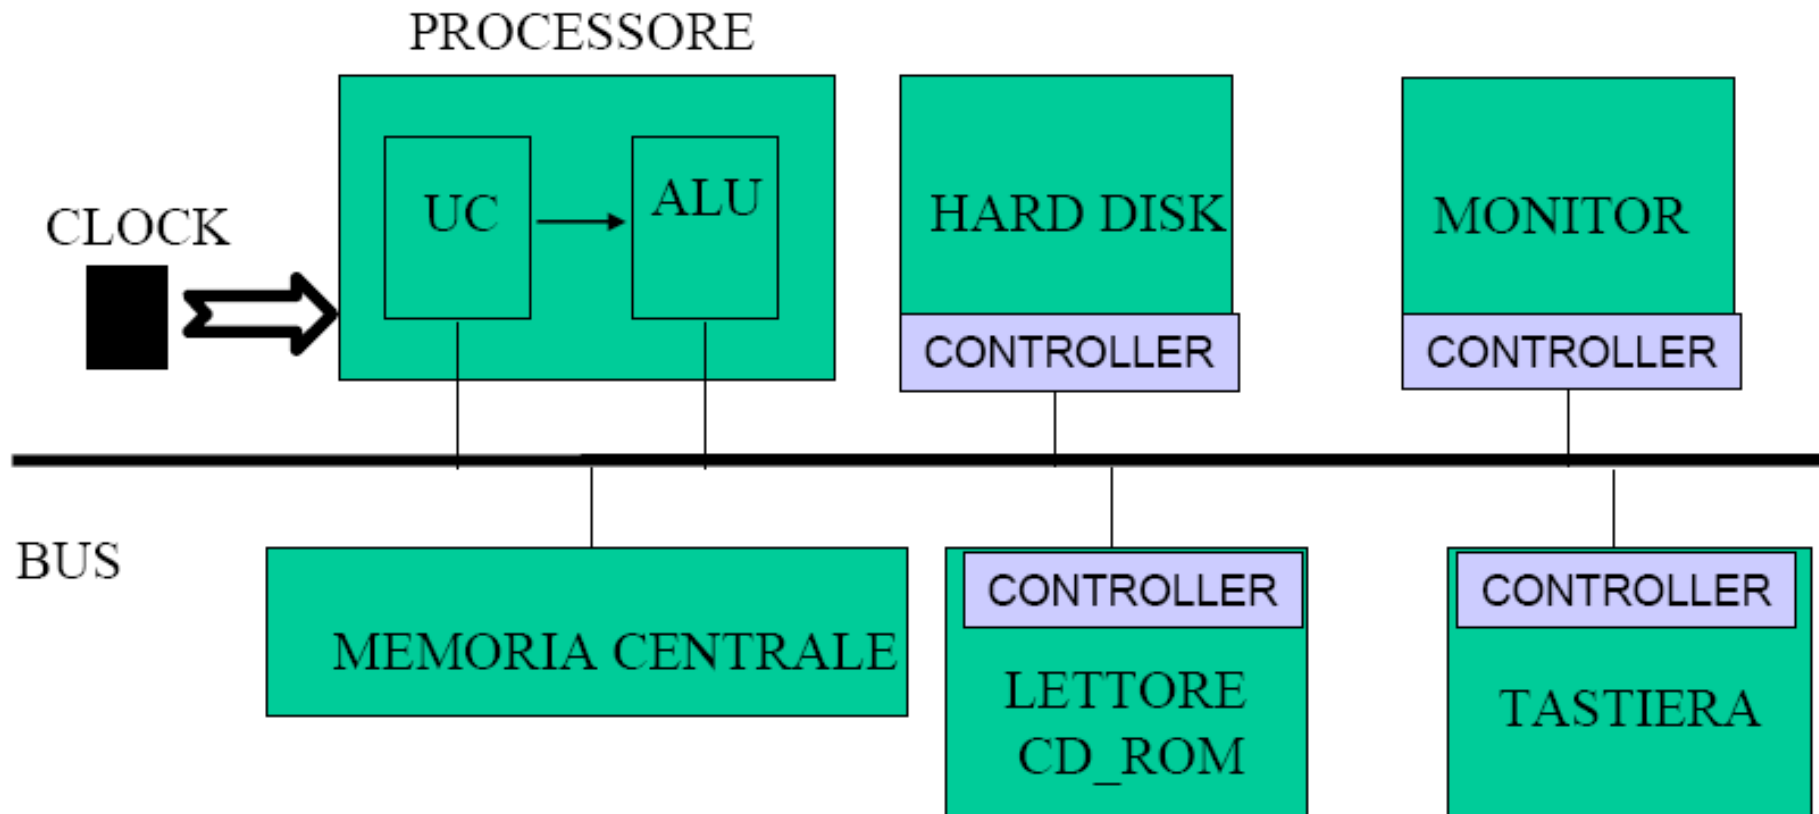 PROCESSORE
CLOCK
UC
ALU
HARD DISK
CONTROLLER
MONITOR
CONTROLLER
BUS
MEMORIA CENTRALE
CONTROLLER
LETTORE
CD_ROM
CONTROLLER
TASTIERA